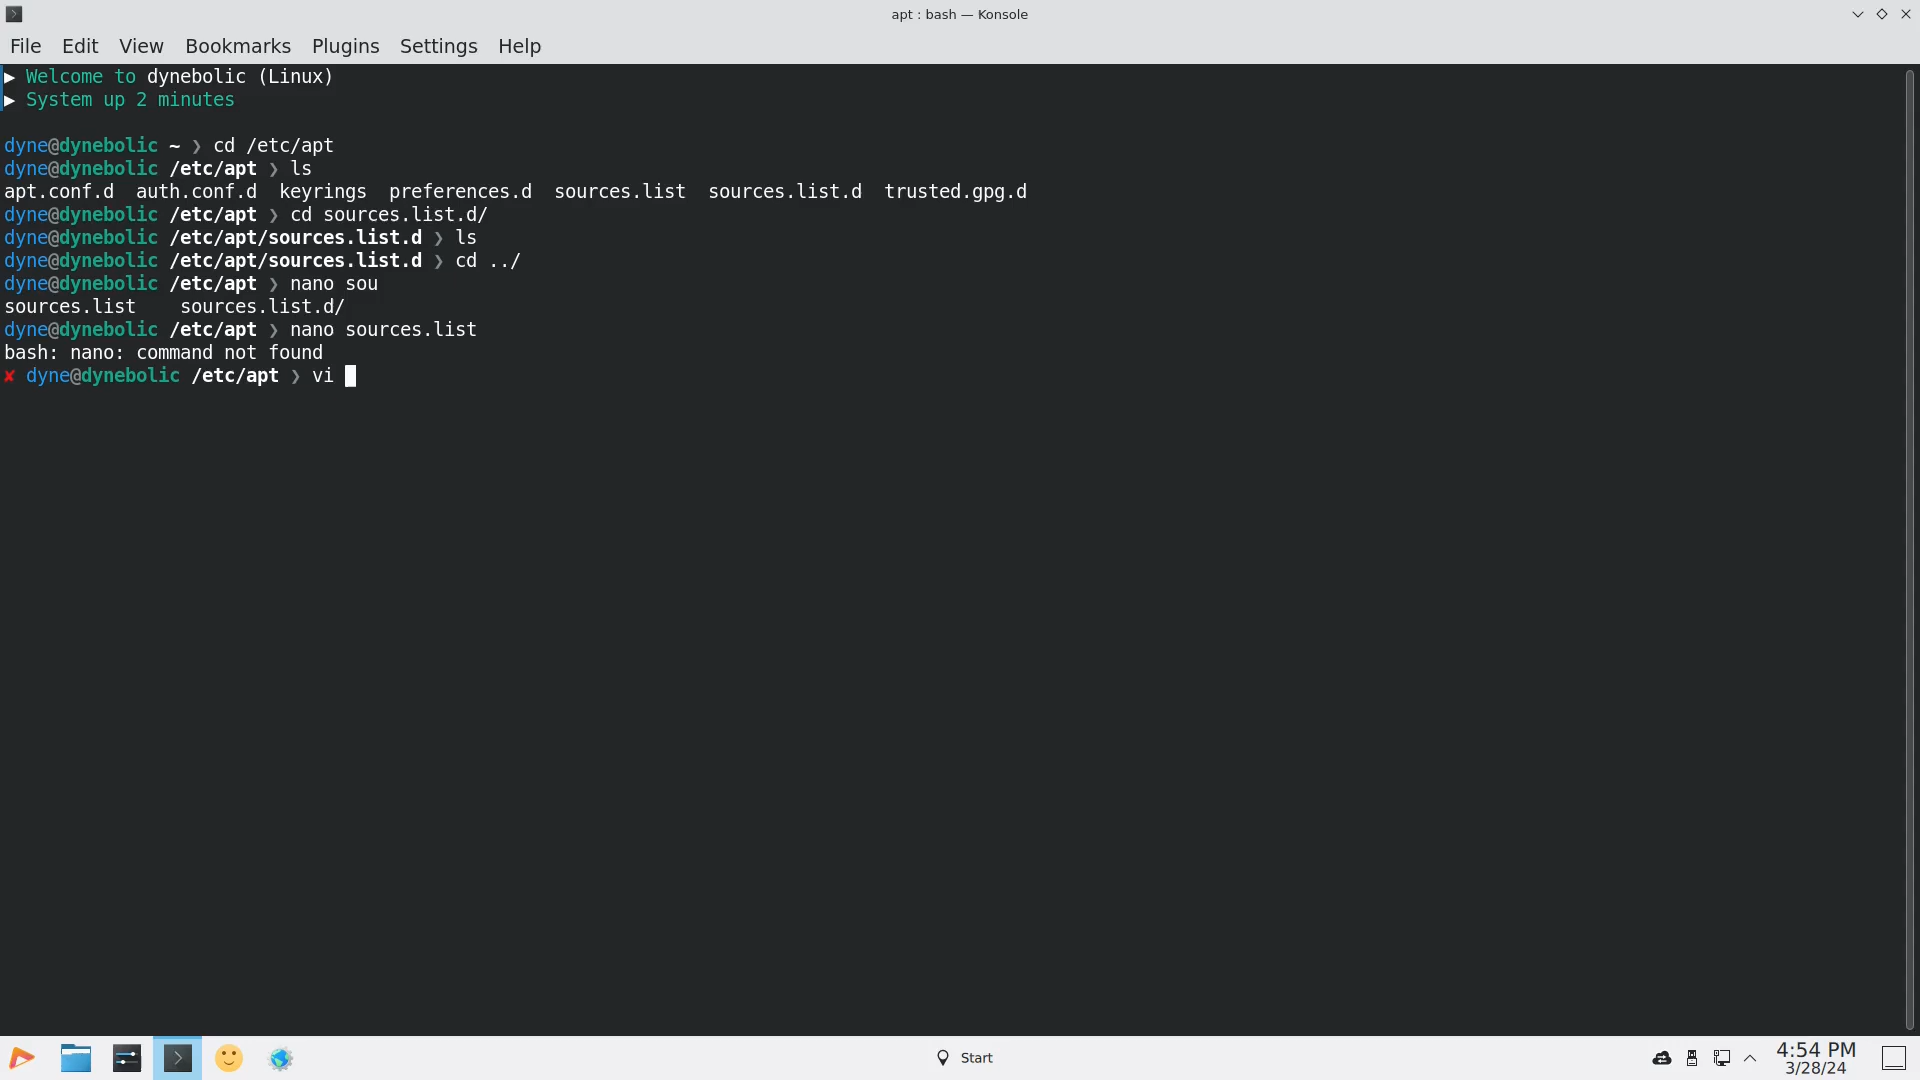 apt : bash — Konsole
File Edit View Bookmarks Plugins Settings Help
▶ Welcome to dynebolic (Linux)
▶ System up 2 minutes
dyne@dynebolic ~ ❯ cd /etc/apt
dyne@dynebolic /etc/apt ❯ ls
apt.conf.d auth.conf.d keyrings preferences.d sources.list sources.list.d trusted.gpg.d
dyne@dynebolic /etc/apt ❯ cd sources.list.d/
dyne@dynebolic /etc/apt/sources.list.d ❯ ls
dyne@dynebolic /etc/apt/sources.list.d ❯ cd ../
dyne@dynebolic /etc/apt ❯ nano sou
sources.list sources.list.d/
dyne@dynebolic /etc/apt ❯ nano sources.list
bash: nano: command not found
✘ dyne@dynebolic /etc/apt ❯ vi
Start
4:54 PM
3/28/24